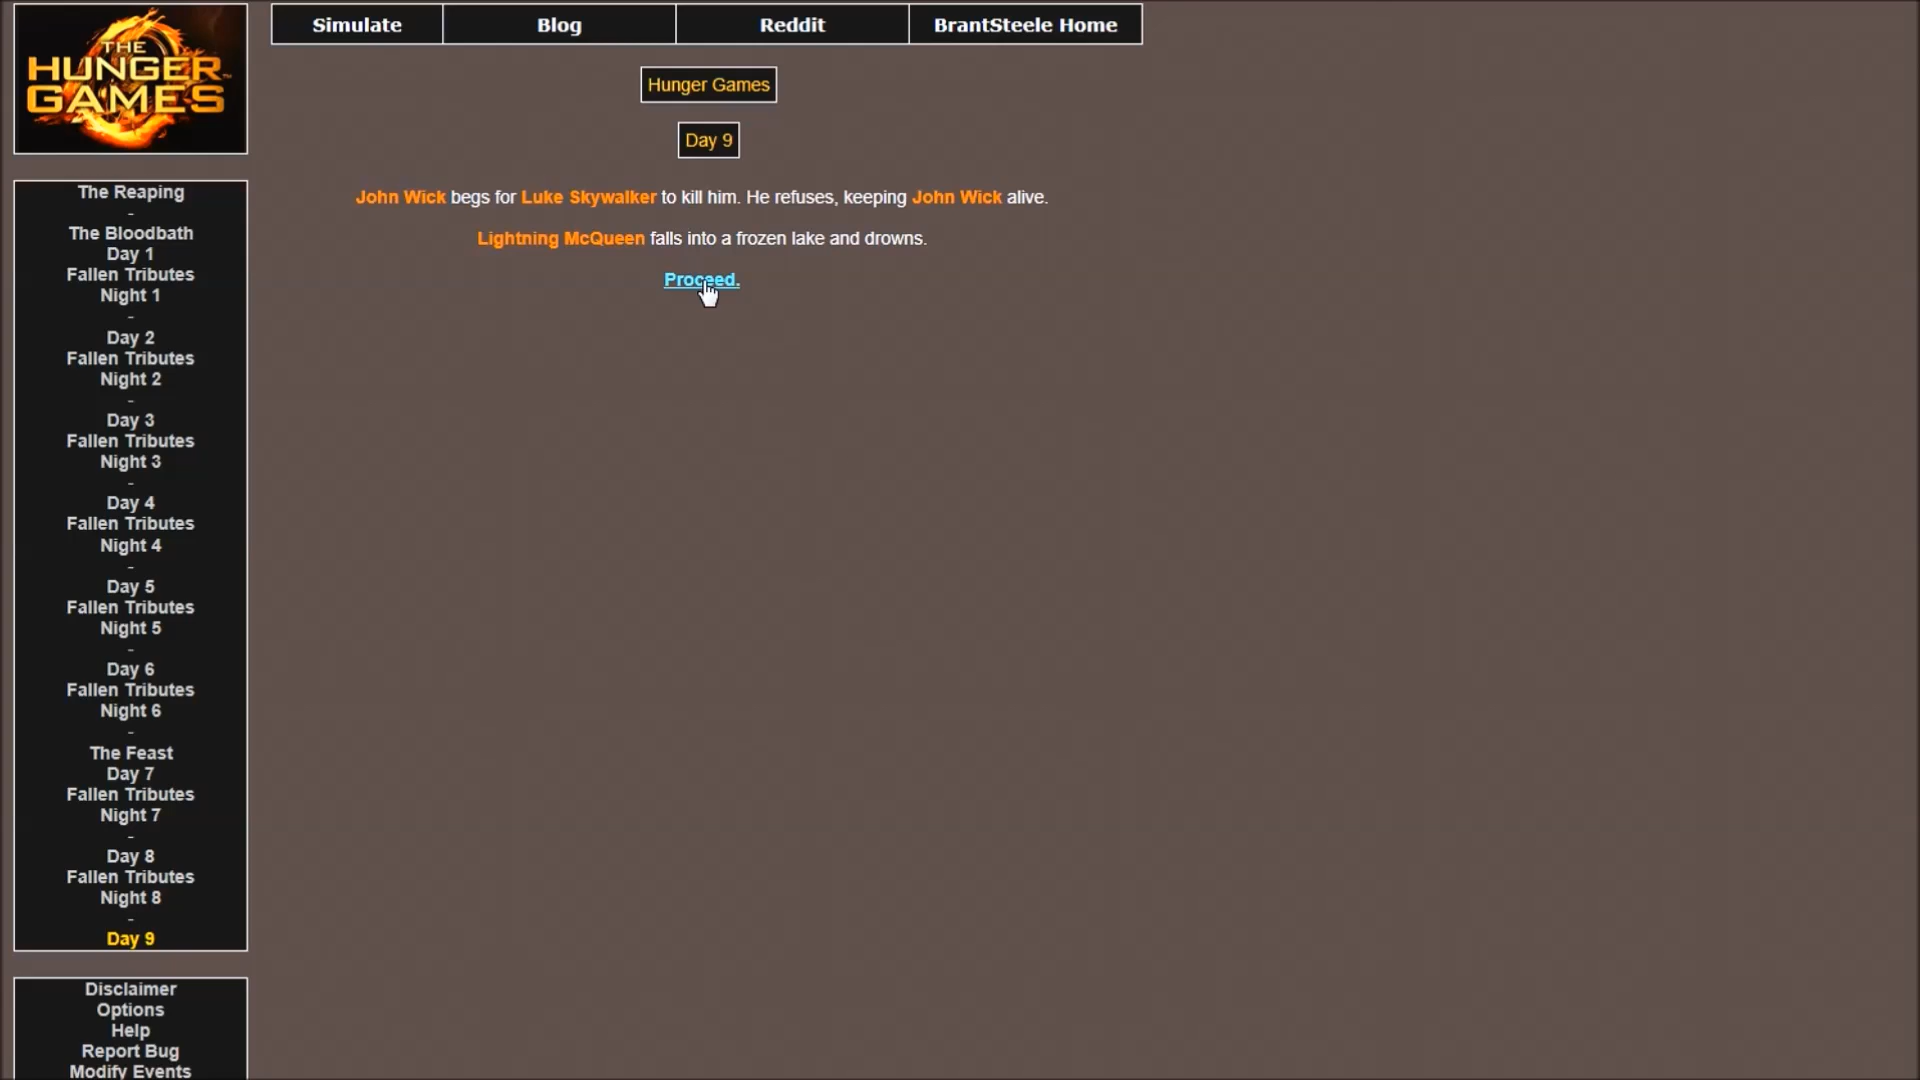 THE
HUNGER
GAMES
Simulate
Blog
Reddit
BrantSteele Home
Hunger Games
Day 9
John Wick begs for Luke Skywalker to kill him. He refuses, keeping John Wick alive.
Lightning McQueen falls into a frozen lake and drowns.
Proceed.
The Reaping
-
The Bloodbath
Day 1
Fallen Tributes
Night 1
-
Day 2
Fallen Tributes
Night 2
-
Day 3
Fallen Tributes
Night 3
-
Day 4
Fallen Tributes
Night 4
-
Day 5
Fallen Tributes
Night 5
-
Day 6
Fallen Tributes
Night 6
-
The Feast
Day 7
Fallen Tributes
Night 7
-
Day 8
Fallen Tributes
Night 8
-
Day 9
Disclaimer
Options
Help
Report Bug
Modify Events